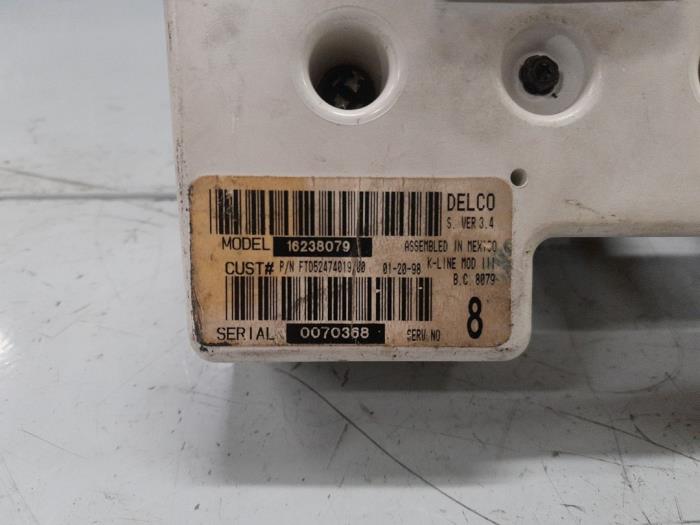 DELCO
S. VER 3.4
MODEL 16238079 ASSEMBLED IN MEXICO
CUST# P/N FTD52474019/00 01-20-98 K-LINE MOD III
B.C. 8079
SERIAL 0070368 SERV.NO 8